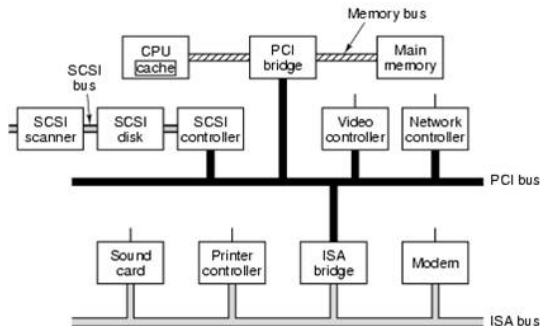 Memory bus
CPU
cache
PCI
bridge
Main
memory
SCSI
bus
SCSI
scanner
SCSI
disk
SCSI
controller
Video
controller
Network
controller
PCI bus
Sound
card
Printer
controller
ISA
bridge
Modem
ISA bus